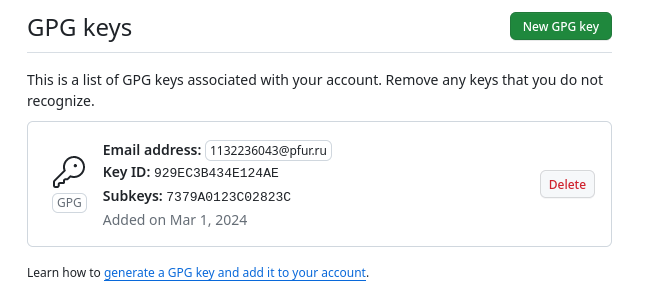 GPG keys
New GPG key
This is a list of GPG keys associated with your account. Remove any keys that you do not
recognize.
Email address: 1132236043@pfur.ru
Key ID: 929EC3B434E124AE
GPG
Subkeys: 7379A0123C02823C
Added on Mar 1, 2024
Delete
Learn how to generate a GPG key and add it to your account.